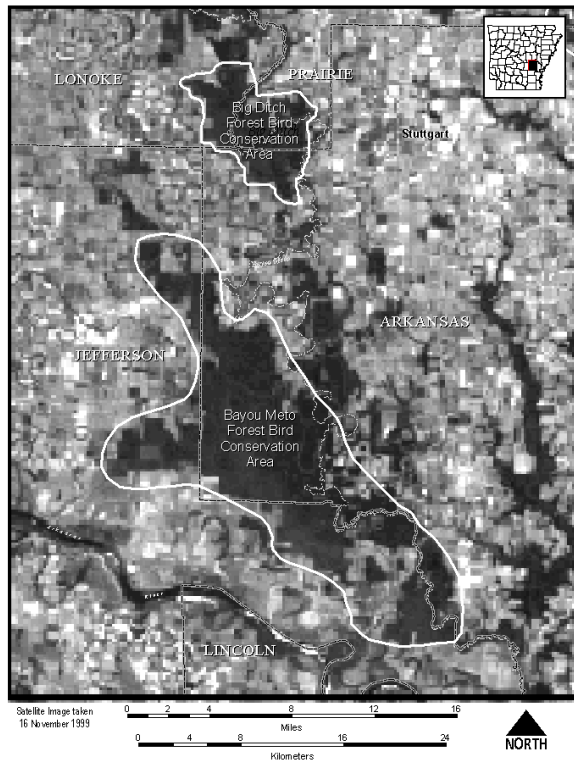 LONOKE
PRAIRIE
Big Ditch
Forest Bird
Conservation
Area
Stuttgart
ARKANSAS
JEFFERSON
Bayou Meto
Forest Bird
Conservation
Area
River
LINCOLN
Satellite Image taken
16 November 1999
0 2 4 8 12 16
Miles
0 4 8 16 24
Kilometers
NORTH